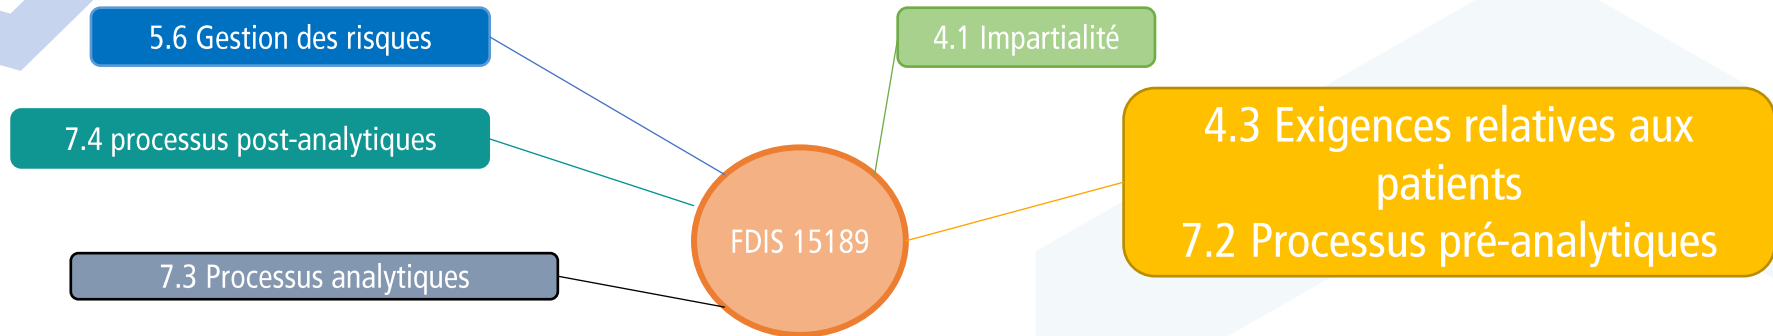 5.6 Gestion des risques
4.1 Impartialité
7.4 processus post-analytiques
4.3 Exigences relatives aux
patients
7.2 Processus pré-analytiques
FDIS 15189
7.3 Processus analytiques